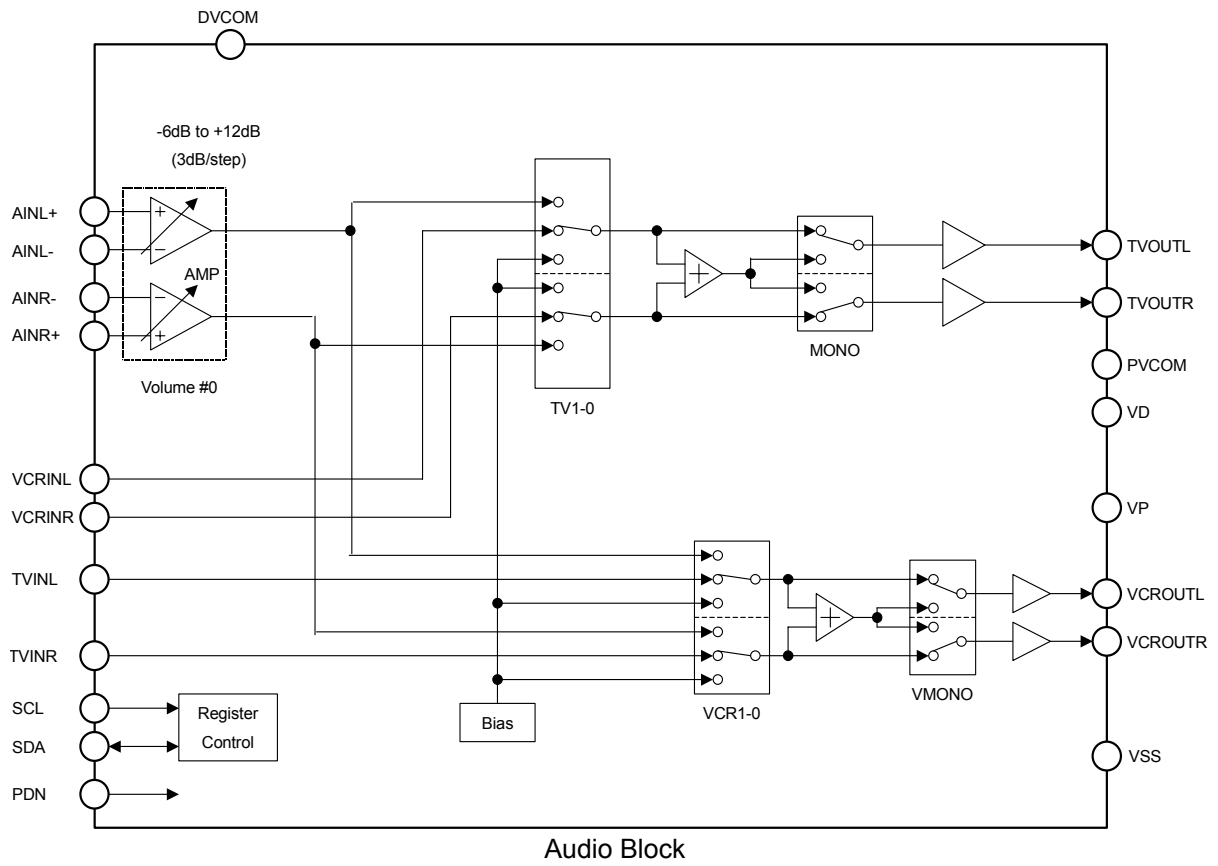 DVCOM
-6dB to +12dB
(3dB/step)
AINL+
AINL-
AINR-
AINR+
+
−
AMP
−
+
Volume #0
TV1-0
+
MONO
TVOUTL
TVOUTR
PVCOM
VD
VP
VCRINL
VCRINR
TVINL
TVINR
VCR1-0
+
VMONO
VCROUTL
VCROUTR
SCL
SDA
PDN
Register
Control
Bias
VSS
Audio Block